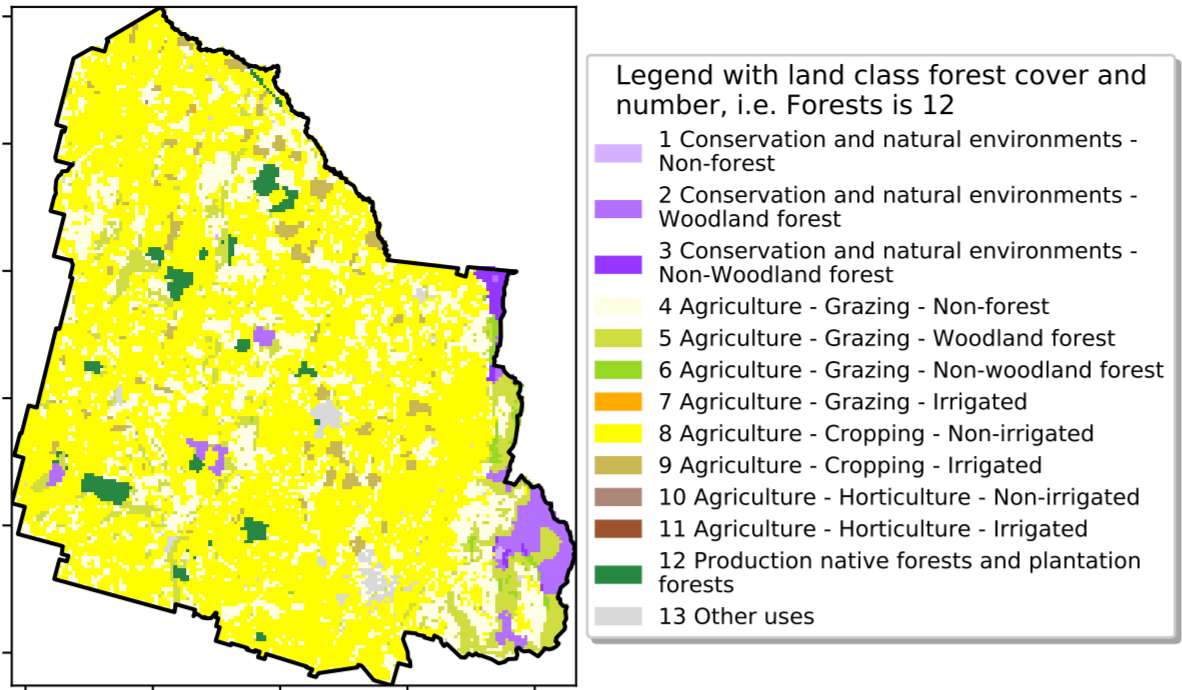 Legend with land class forest cover and
number, i.e. Forests is 12
1 Conservation and natural environments -
Non-forest
2 Conservation and natural environments -
Woodland forest
3 Conservation and natural environments -
Non-Woodland forest
4 Agriculture - Grazing - Non-forest
5 Agriculture - Grazing - Woodland forest
6 Agriculture - Grazing - Non-woodland forest
7 Agriculture - Grazing - Irrigated
8 Agriculture - Cropping - Non-irrigated
9 Agriculture - Cropping - Irrigated
10 Agriculture - Horticulture - Non-irrigated
11 Agriculture - Horticulture - Irrigated
12 Production native forests and plantation
forests
13 Other uses